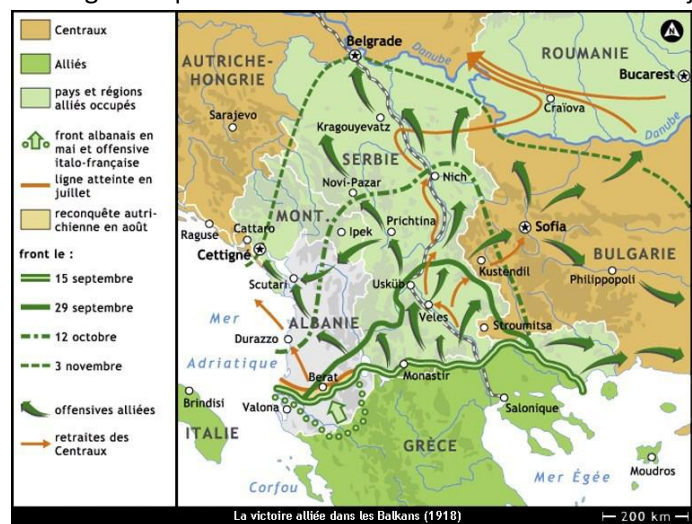 Centraux
Alliés
pays et régions
alliés occupés
front albanais en
mai et offensive
italo-française
ligne atteinte en
juillet
reconquête autri-
chienne en août
front le :
15 septembre
29 septembre
12 octobre
3 novembre
offensives alliées
retraites des
Centraux
Belgrade
Danube
ROUMANIE
AUTRICHE-
HONGRIE
Bucarest
Craïova
Danube
Sarajevo
Kragouyevatz
SERBIE
Novi-Pazar
Nich
MONT.
Raguse
Cattaro
Ipek
Prichtina
Sofia
Cettigné
BULGARIE
Kustendil
Philippopoli
Scutari
Usküb
Mer
Adriatique
ALBANIE
Veles
Stroumitsa
Durazzo
Berat
Monastir
Brindisi
Valona
Salonique
ITALIE
GRÈCE
Moudros
Mer Égée
Corfou
La victoire alliée dans les Balkans (1918)
200 km